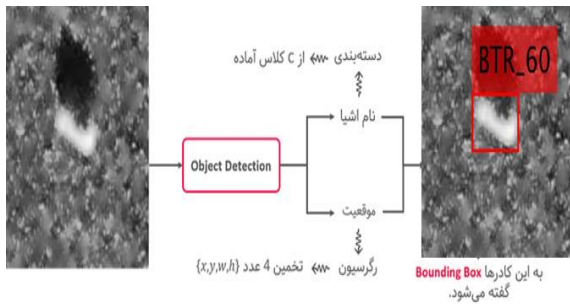 دسته‌بندی از C کلاس آماده
BTR_60
نام اشیا
Object Detection
موقعیت
رگرسیون تخمین 4 عدد {x,y,w,h}
به این کادرها Bounding Box
گفته می‌شود.